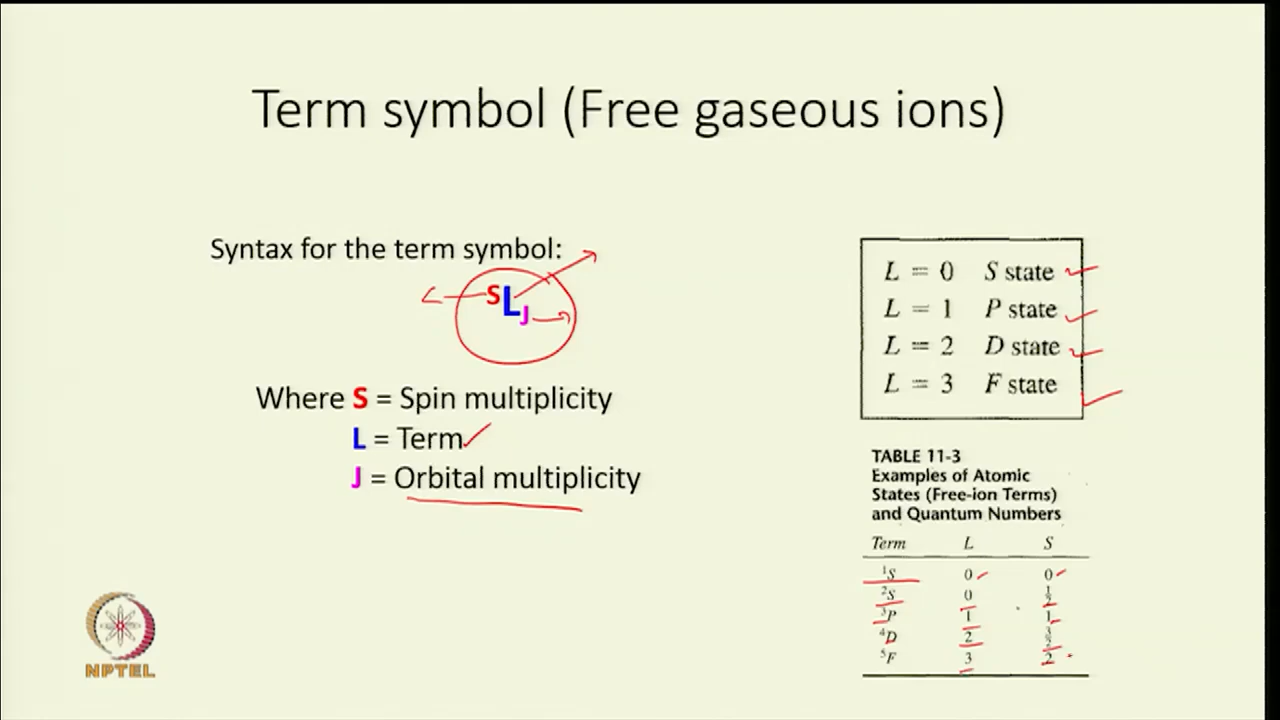 Term symbol (Free gaseous ions)
Syntax for the term symbol:
SLJ
Where S = Spin multiplicity
L = Term
J = Orbital multiplicity
L = 0 S state
L = 1 P state
L = 2 D state
L = 3 F state
TABLE 11-3
Examples of Atomic
States (Free-ion Terms)
and Quantum Numbers
Term L S
¹S 0 0
²S 0 ½
³P 1 1
⁴D 2 3/2
⁵F 3 2
NPTEL